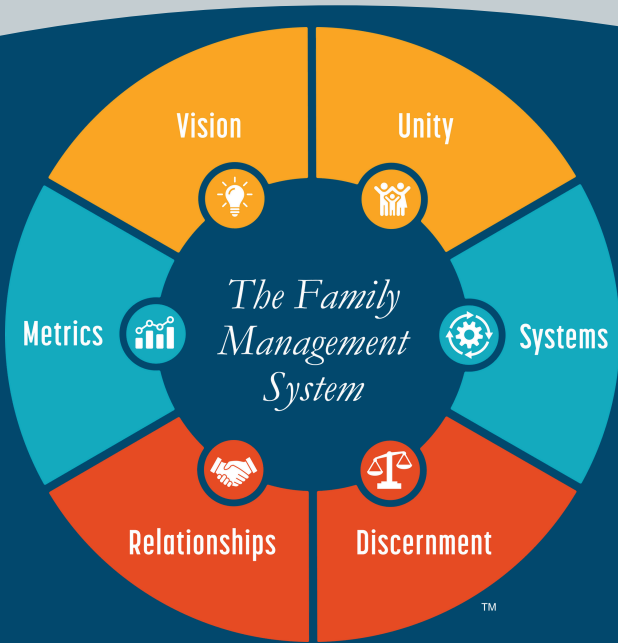 Vision
Unity
The Family
Management
System
Metrics
Systems
Relationships
Discernment
TM